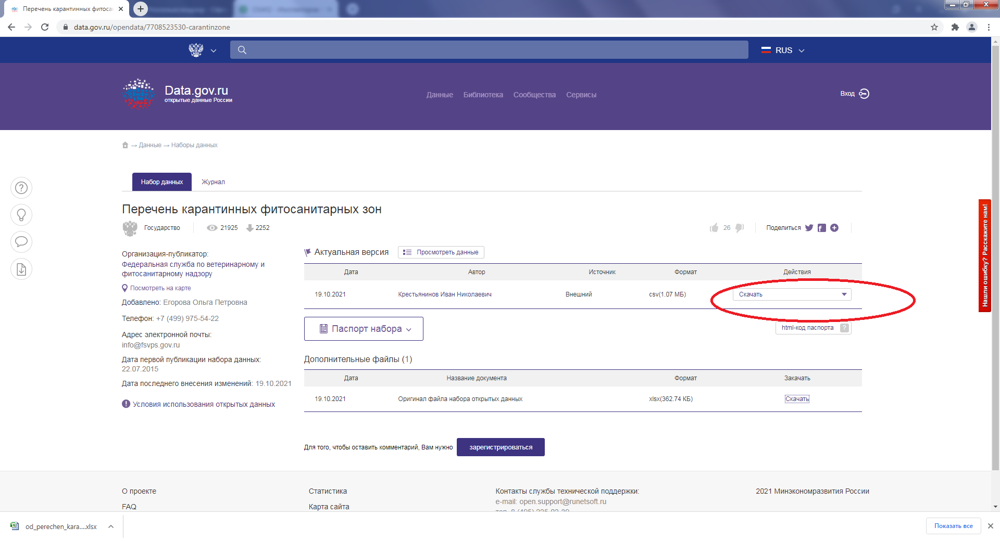 Перечень карантинных фитоса
data.gov.ru/opendata/7708523530-carantinzone
RUS
Data.gov.ru
открытые данные России
Данные Библиотека Сообщества Сервисы
Вход
→ Данные → Наборы данных
Набор данных Журнал
Перечень карантинных фитосанитарных зон
Государство 21925 2252
26 Поделиться
Организация-публикатор:
Федеральная служба по ветеринарному и
фитосанитарному надзору
Посмотреть на карте
Добавлено: Егорова Ольга Петровна
Телефон: +7 (499) 975-54-22
Адрес электронной почты:
info@fsvps.gov.ru
Дата первой публикации набора данных:
22.07.2015
Дата последнего внесения изменений: 19.10.2021
Условия использования открытых данных
Актуальная версия Просмотреть данные
Дата Автор Источник Формат Действия
19.10.2021 Крестьянинов Иван Николаевич Внешний csv(1.07 МБ) Скачать
Паспорт набора
html-код паспорта ?
Дополнительные файлы (1)
Дата Название документа Формат Закачать
19.10.2021 Оригинал файла набора открытых данных xlsx(362.74 КБ) Скачать
Для того, чтобы оставить комментарий, Вам нужно зарегистрироваться
Нашли ошибку? Расскажите нам!
О проекте
FAQ
Статистика
Карта сайта
Контакты службы технической поддержки:
e-mail: open.support@runetsoft.ru
2021 Минэкономразвития России
od_perechen_kara....xlsx
Показать все